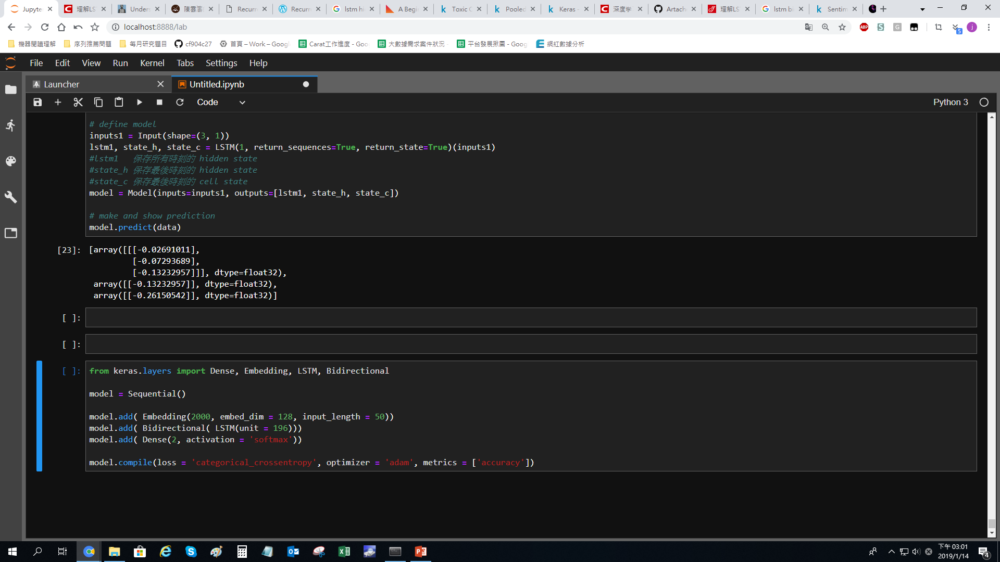 Jupyte
理解LS
Unders
陳雲濤
Recurr
Recurn
lstm hi
A Begi
Toxic C
Pooled
Keras -
深度学
Artach
理解LS
lstm bi
Sentim
localhost:8888/lab
機器閱讀理解
序列推薦問題
每月研究題目
cf904c27
首頁 – Work – Googl
Carat工作進度 - Goo
大數據需求案件狀況
平台發展揪團 - Goog
網紅數據分析
File Edit View Run Kernel Tabs Settings Help
Launcher
Untitled.ipynb
Code
Python 3
# define model
inputs1 = Input(shape=(3, 1))
lstm1, state_h, state_c = LSTM(1, return_sequences=True, return_state=True)(inputs1)
#lstm1   保存所有時刻的 hidden state
#state_h 保存最後時刻的 hidden state
#state_c 保存最後時刻的 cell state
model = Model(inputs=inputs1, outputs=[lstm1, state_h, state_c])
# make and show prediction
model.predict(data)
[23]: [array([[[-0.02691011],
[-0.07293689],
[-0.13232957]]], dtype=float32),
array([[-0.13232957]], dtype=float32),
array([[-0.26150542]], dtype=float32)]
[ ]:
[ ]:
[ ]: from keras.layers import Dense, Embedding, LSTM, Bidirectional
model = Sequential()
model.add( Embedding(2000, embed_dim = 128, input_length = 50))
model.add( Bidirectional( LSTM(unit = 196)))
model.add( Dense(2, activation = 'softmax'))
model.compile(loss = 'categorical_crossentropy', optimizer = 'adam', metrics = ['accuracy'])
下午 03:01
2019/1/14
4